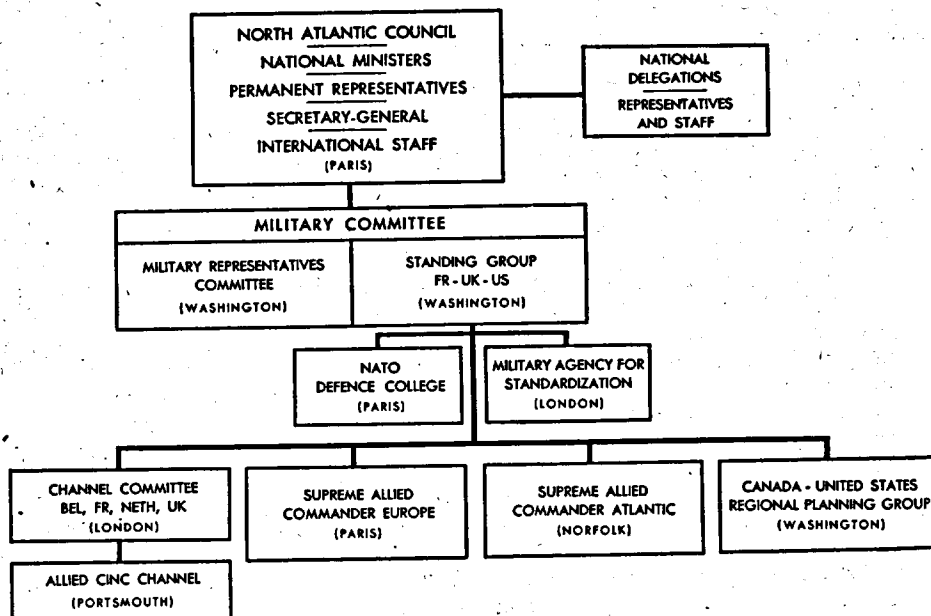 NORTH ATLANTIC COUNCIL
NATIONAL MINISTERS
PERMANENT REPRESENTATIVES
SECRETARY-GENERAL
INTERNATIONAL STAFF
(PARIS)
NATIONAL
DELEGATIONS
REPRESENTATIVES
AND STAFF
MILITARY COMMITTEE
MILITARY REPRESENTATIVES
COMMITTEE
(WASHINGTON)
STANDING GROUP
FR-UK-US
(WASHINGTON)
NATO
DEFENCE COLLEGE
(PARIS)
MILITARY AGENCY FOR
STANDARDIZATION
(LONDON)
CHANNEL COMMITTEE
BEL, FR, NETH, UK
(LONDON)
SUPREME ALLIED
COMMANDER EUROPE
(PARIS)
SUPREME ALLIED
COMMANDER ATLANTIC
(NORFOLK)
CANADA - UNITED STATES
REGIONAL PLANNING GROUP
(WASHINGTON)
ALLIED CINC CHANNEL
(PORTSMOUTH)